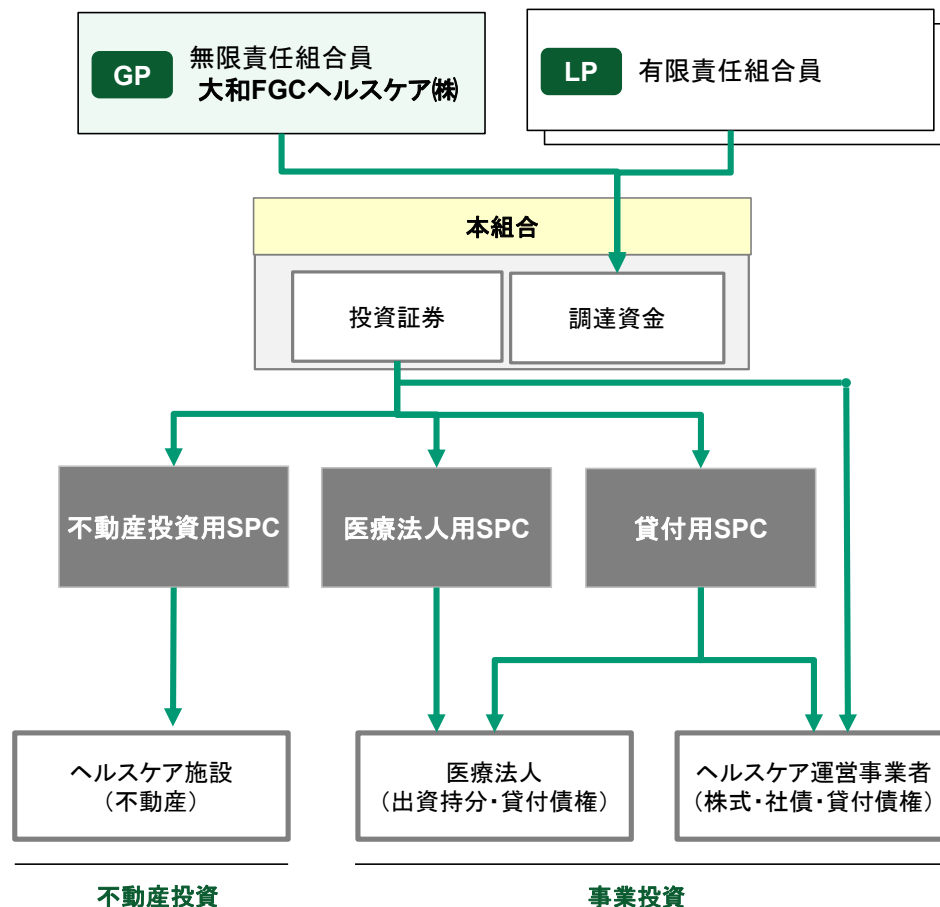 GP
無限責任組合員
大和FGCヘルスケア㈱
LP
有限責任組合員
本組合
投資証券
調達資金
不動産投資用SPC
医療法人用SPC
貸付用SPC
ヘルスケア施設
（不動産）
医療法人
（出資持分・貸付債権）
ヘルスケア運営事業者
（株式・社債・貸付債権）
不動産投資
事業投資